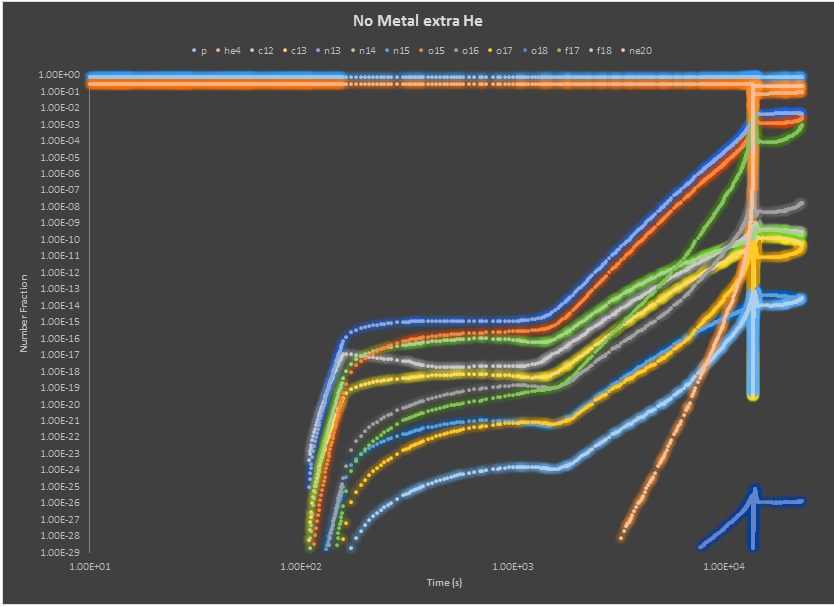 No Metal extra He
p he4 c12 c13 n13 n14 n15 o15 o16 o17 o18 f17 f18 ne20
1.00E+00
1.00E-01
1.00E-02
1.00E-03
1.00E-04
1.00E-05
1.00E-06
1.00E-07
1.00E-08
1.00E-09
1.00E-10
1.00E-11
1.00E-12
1.00E-13
1.00E-14
1.00E-15
1.00E-16
1.00E-17
1.00E-18
1.00E-19
1.00E-20
1.00E-21
1.00E-22
1.00E-23
1.00E-24
1.00E-25
1.00E-26
1.00E-27
1.00E-28
1.00E-29
Number Fraction
1.00E+01 1.00E+02 1.00E+03 1.00E+04
Time (s)